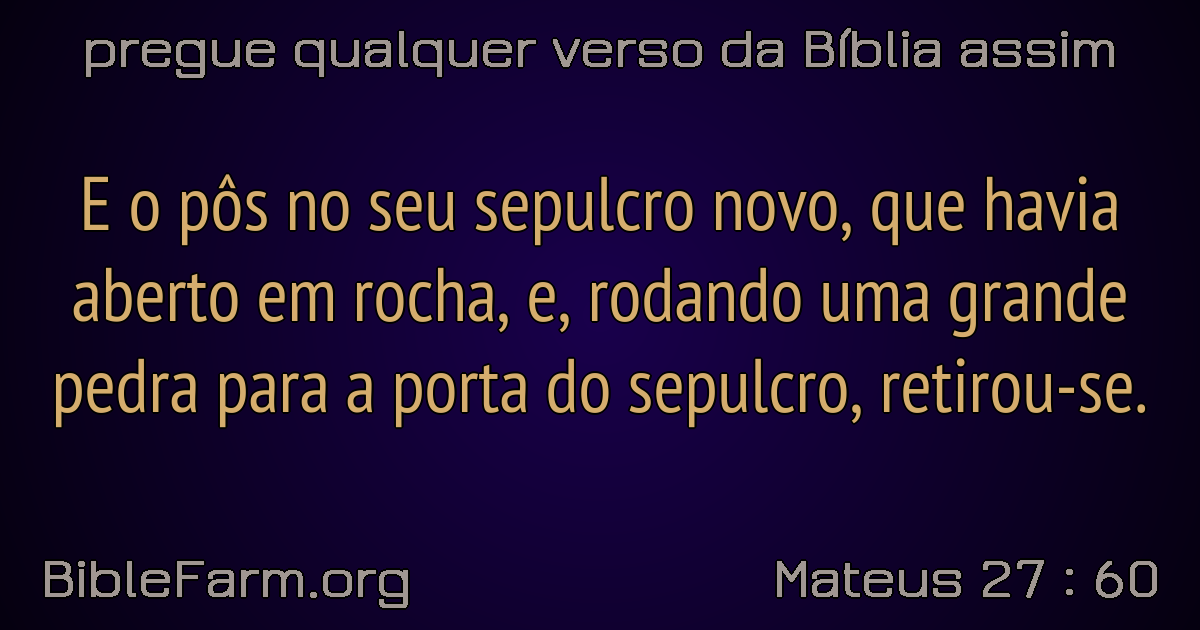 pregue qualquer verso da Bíblia assim
E o pôs no seu sepulcro novo, que havia
aberto em rocha, e, rodando uma grande
pedra para a porta do sepulcro, retirou-se.
BibleFarm.org
Mateus 27 : 60